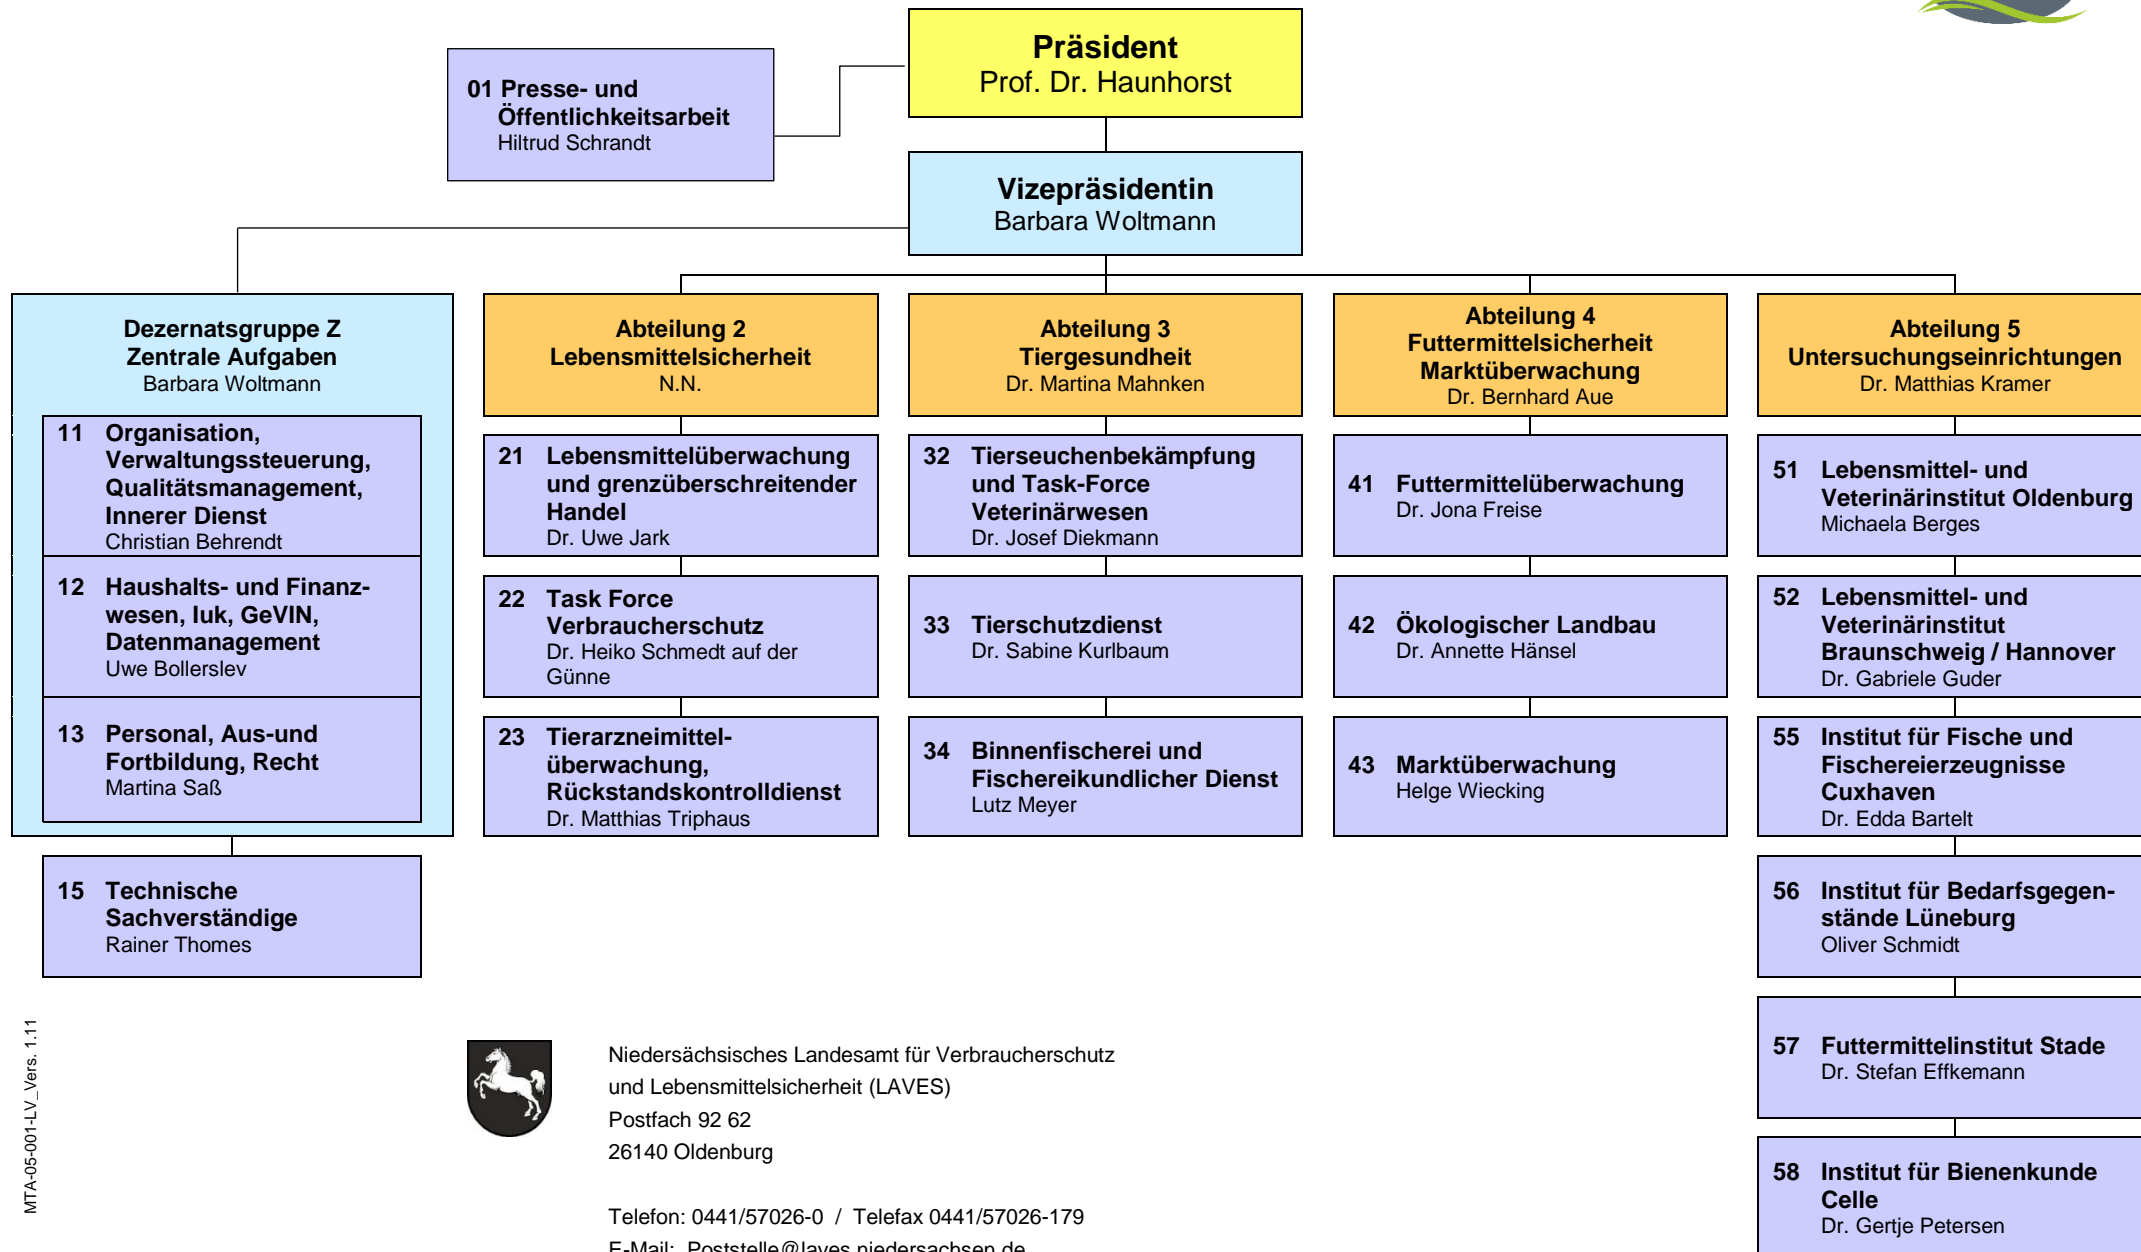 Präsident
Prof. Dr. Haunhorst
01 Presse- und
Öffentlichkeitsarbeit
Hiltrud Schrandt
Vizepräsidentin
Barbara Woltmann
Dezernatsgruppe Z
Zentrale Aufgaben
Barbara Woltmann
11 Organisation,
Verwaltungssteuerung,
Qualitätsmanagement,
Innerer Dienst
Christian Behrendt
12 Haushalts- und Finanz-
wesen, Iuk, GeVIN,
Datenmanagement
Uwe Bollerslev
13 Personal, Aus-und
Fortbildung, Recht
Martina Saß
15 Technische
Sachverständige
Rainer Thomes
Abteilung 2
Lebensmittelsicherheit
N.N.
21 Lebensmittelüberwachung
und grenzüberschreitender
Handel
Dr. Uwe Jark
22 Task Force
Verbraucherschutz
Dr. Heiko Schmedt auf der
Günne
23 Tierarzneimittel-
überwachung,
Rückstandskontrolldienst
Dr. Matthias Triphaus
Abteilung 3
Tiergesundheit
Dr. Martina Mahnken
32 Tierseuchenbekämpfung
und Task-Force
Veterinärwesen
Dr. Josef Diekmann
33 Tierschutzdienst
Dr. Sabine Kurlbaum
34 Binnenfischerei und
Fischereikundlicher Dienst
Lutz Meyer
Abteilung 4
Futtermittelsicherheit
Marktüberwachung
Dr. Bernhard Aue
41 Futtermittelüberwachung
Dr. Jona Freise
42 Ökologischer Landbau
Dr. Annette Hänsel
43 Marktüberwachung
Helge Wiecking
Abteilung 5
Untersuchungseinrichtungen
Dr. Matthias Kramer
51 Lebensmittel- und
Veterinärinstitut Oldenburg
Michaela Berges
52 Lebensmittel- und
Veterinärinstitut
Braunschweig / Hannover
Dr. Gabriele Guder
55 Institut für Fische und
Fischereierzeugnisse
Cuxhaven
Dr. Edda Bartelt
56 Institut für Bedarfsgegen-
stände Lüneburg
Oliver Schmidt
57 Futtermittelinstitut Stade
Dr. Stefan Effkemann
58 Institut für Bienenkunde
Celle
Dr. Gertje Petersen
MTA-05-001-LV_Vers. 1.11
Niedersächsisches Landesamt für Verbraucherschutz
und Lebensmittelsicherheit (LAVES)
Postfach 92 62
26140 Oldenburg
Telefon: 0441/57026-0 / Telefax 0441/57026-179
E-Mail: Poststelle@laves.niedersachsen.de